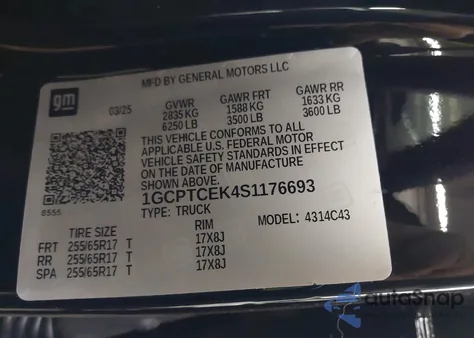 gm
MFD BY GENERAL MOTORS LLC
03/25 GVWR GAWR FRT GAWR RR
2835 KG 1588 KG 1633 KG
6250 LB 3500 LB 3600 LB
THIS VEHICLE CONFORMS TO ALL
APPLICABLE U.S. FEDERAL MOTOR
VEHICLE SAFETY STANDARDS IN EFFECT
ON THE DATE OF MANUFACTURE
SHOWN ABOVE.
1GCPTCEK4S1176693
8555 TYPE: TRUCK MODEL: 4314C43
TIRE SIZE RIM
FRT 255/65R17 T 17X8J
RR 255/65R17 T 17X8J
SPA 255/65R17 T 17X8J
autoSnap